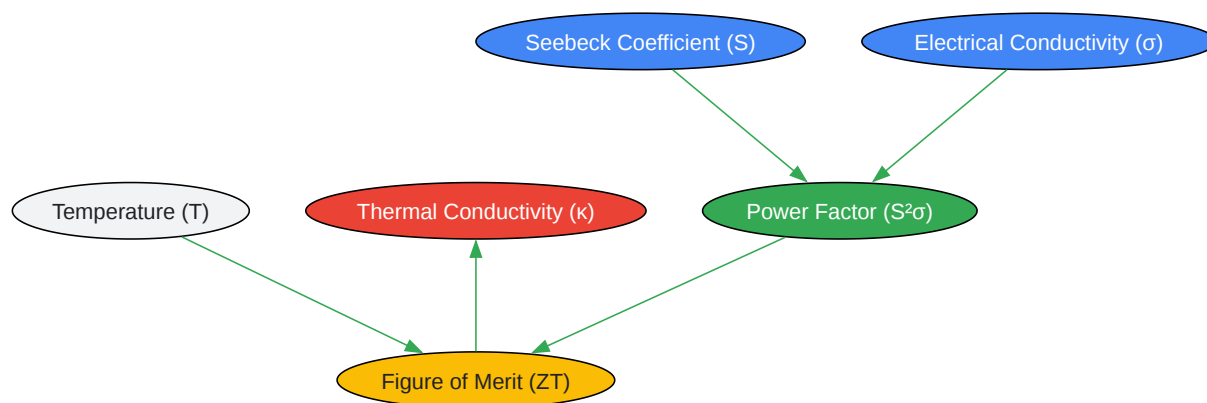 Seebeck Coefficient (S)
Electrical Conductivity (σ)
Temperature (T)
Thermal Conductivity (κ)
Power Factor (S²σ)
Figure of Merit (ZT)